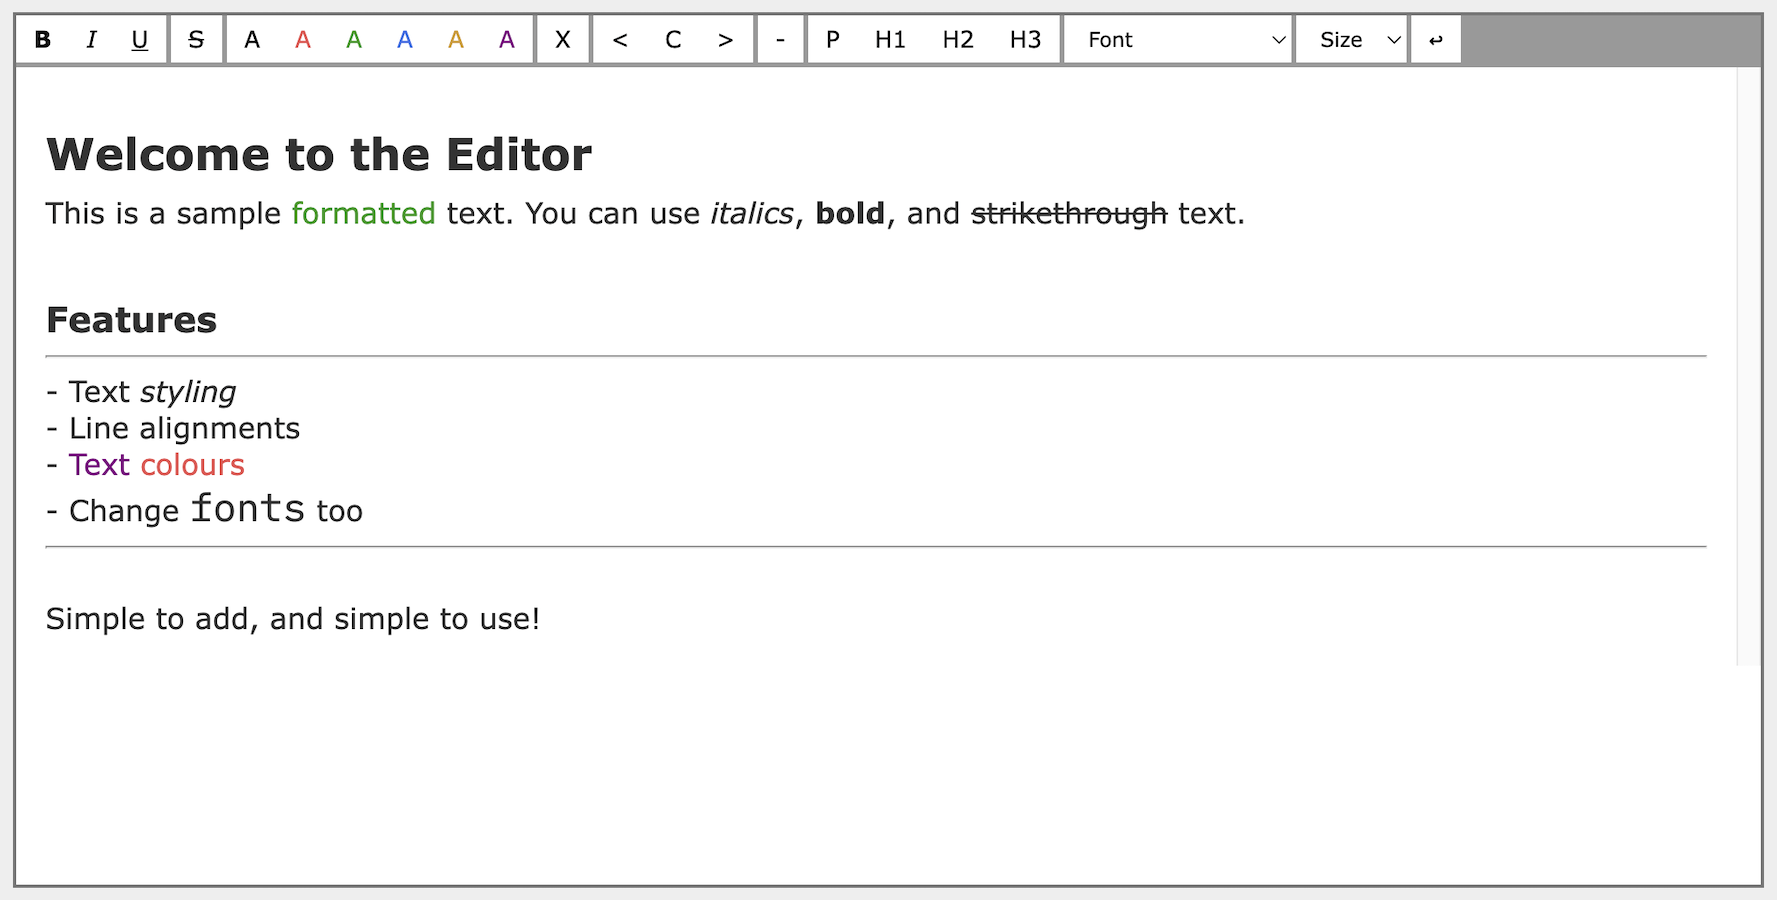 B I U S A A A A A A X < C > - P H1 H2 H3 Font Size ↩
Welcome to the Editor
This is a sample formatted text. You can use italics, bold, and strikethrough text.
Features
- Text styling
- Line alignments
- Text colours
- Change fonts too
Simple to add, and simple to use!